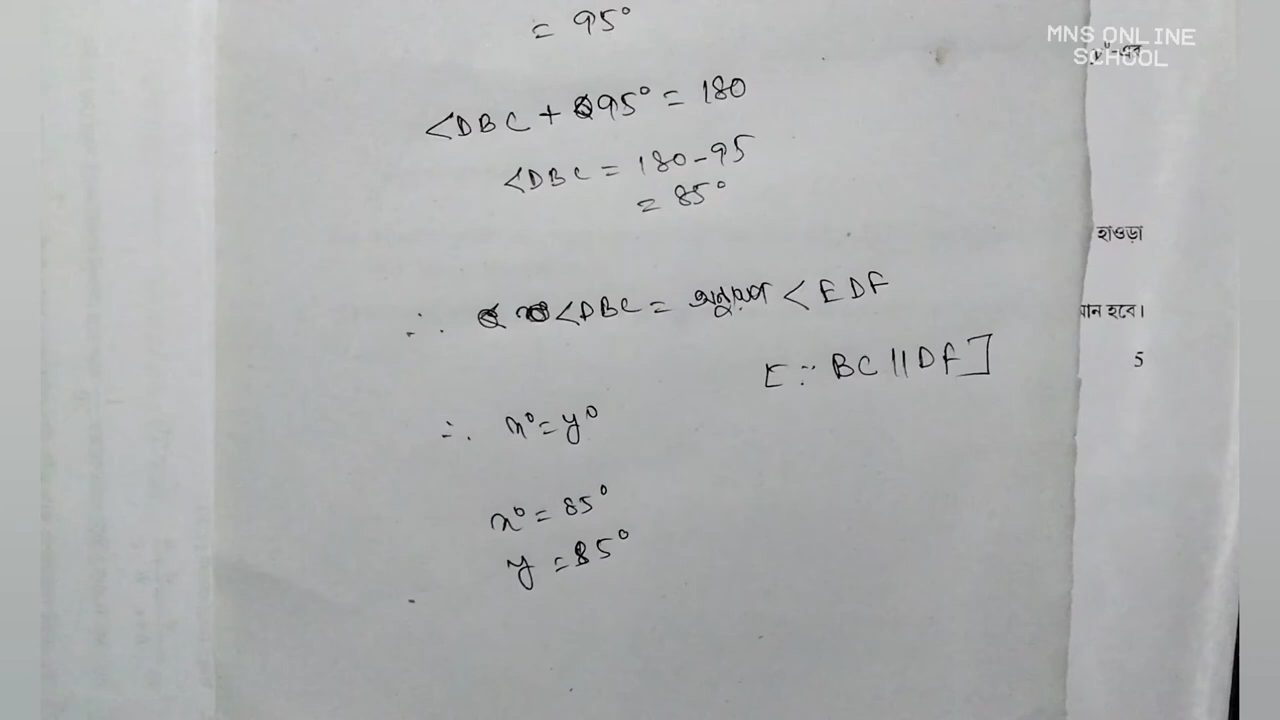 = 95°
MNS ONLINE
SCHOOL
<DBC + 95° = 180
<DBC = 180-95
= 85°
হাওড়া
∴ <DBC = অনুরূপ <EDF
মান হবে।
[∵ BC || DF]
5
∴ x° = y°
x° = 85°
y = 85°